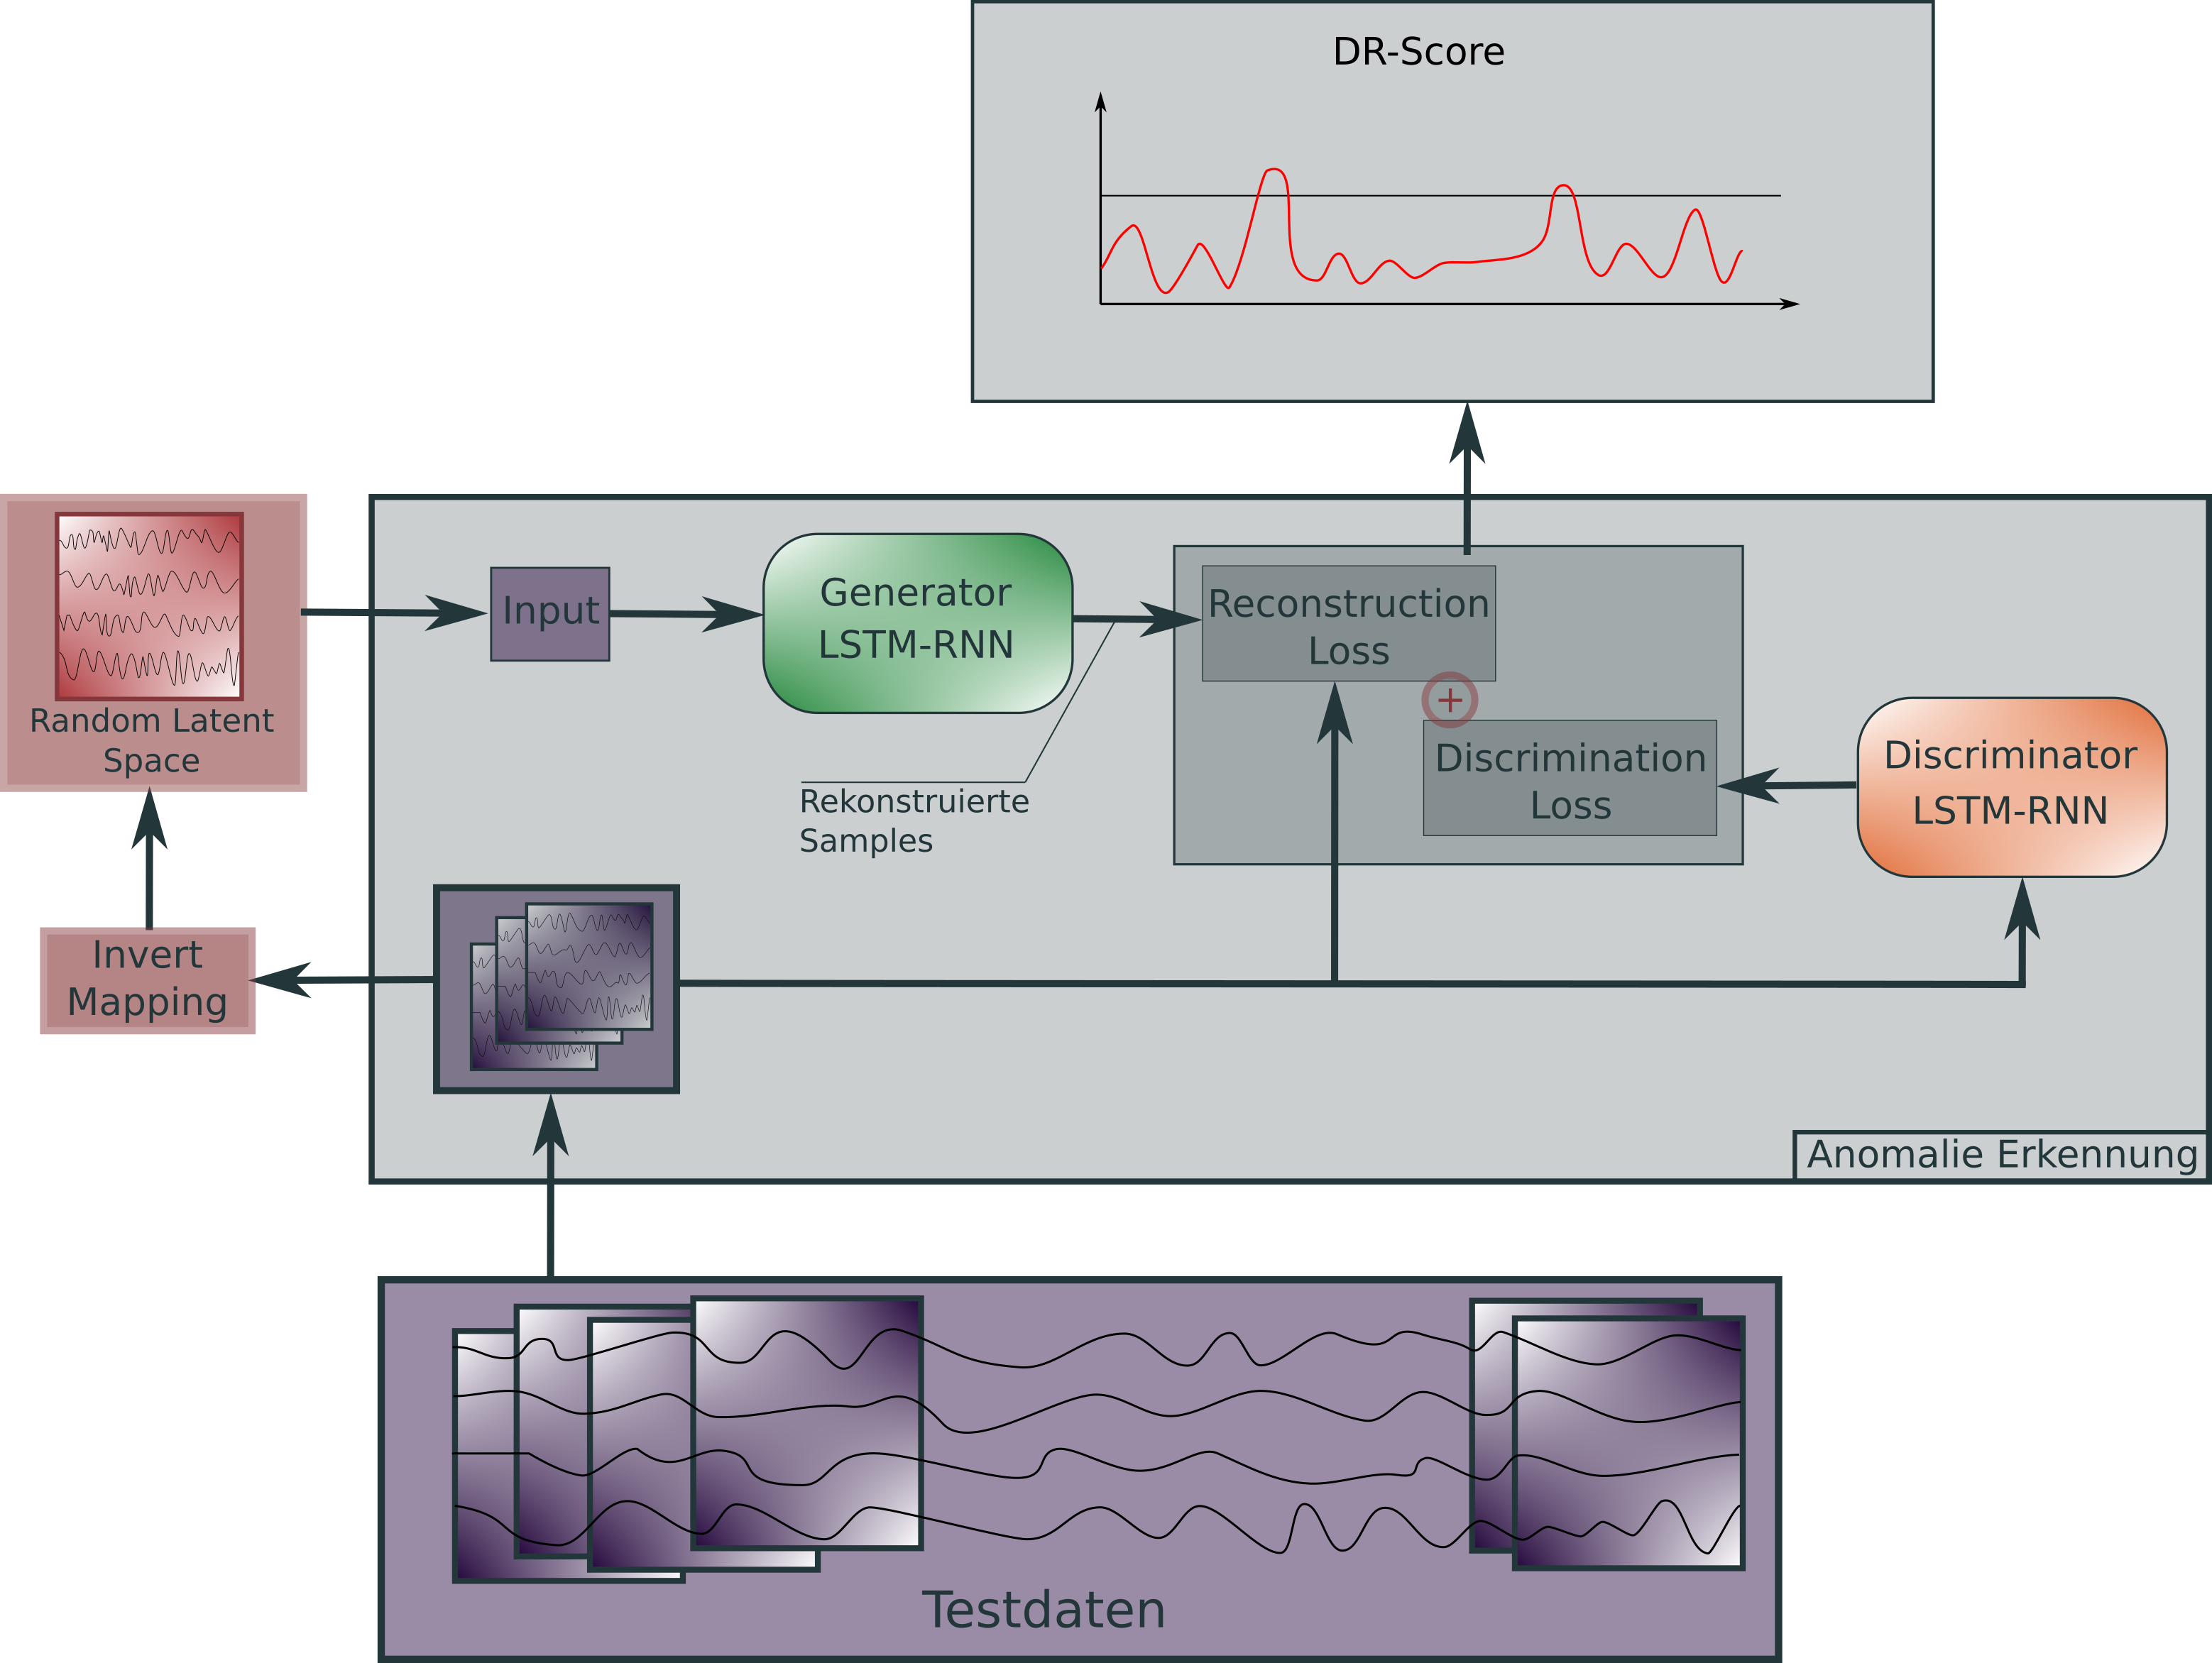 DR-Score
Random Latent
Space
Input
Generator
LSTM-RNN
Reconstruction
Loss
+
Discrimination
Loss
Discriminator
LSTM-RNN
Rekonstruierte
Samples
Invert
Mapping
Anomalie Erkennung
Testdaten